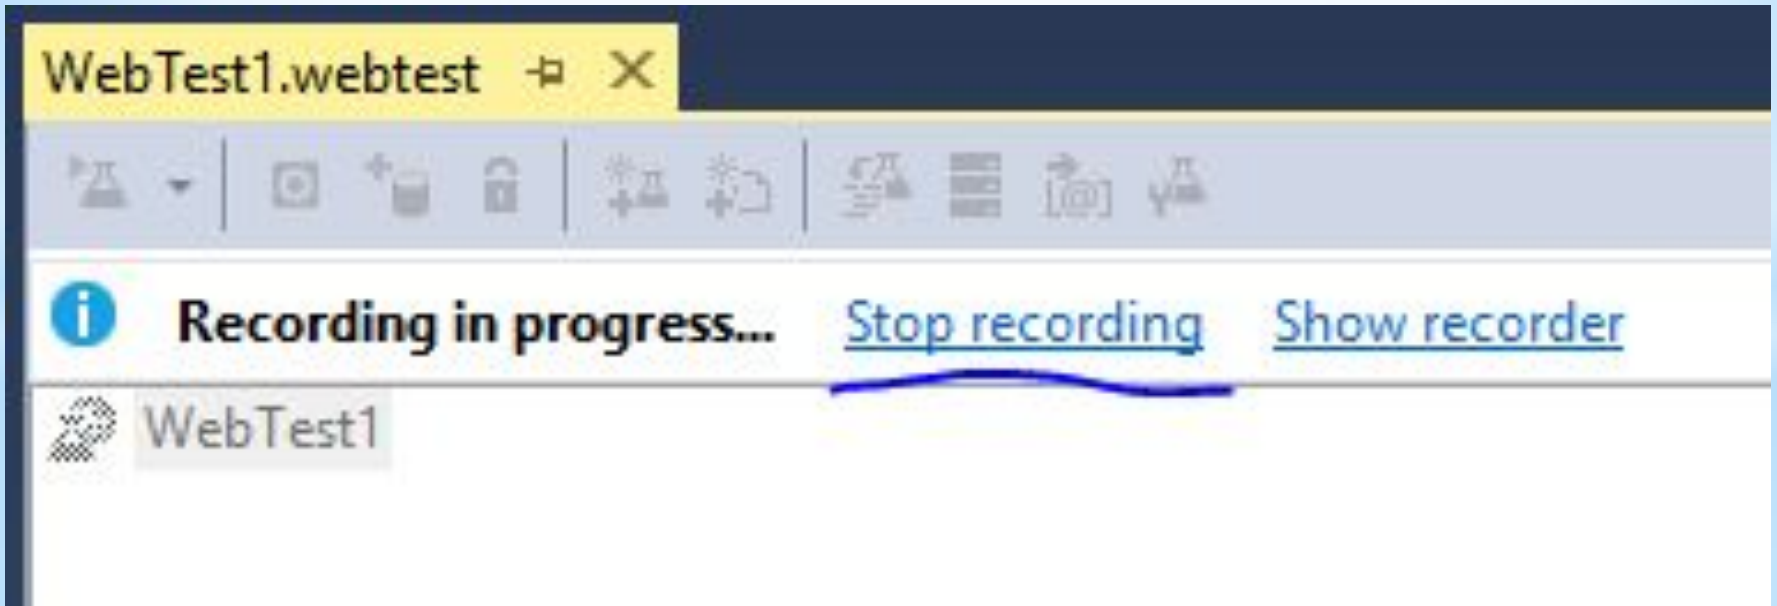 WebTest1.webtest
Recording in progress... Stop recording Show recorder
WebTest1